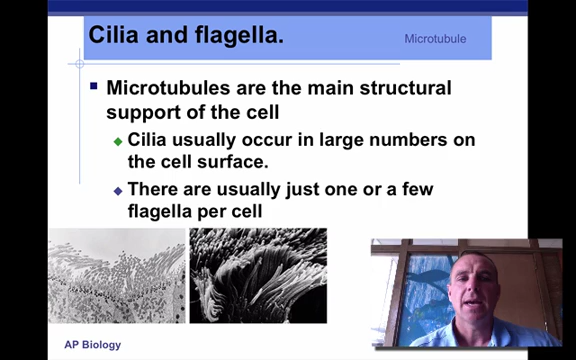 Cilia and flagella.
Microtubule
Microtubules are the main structural
support of the cell
Cilia usually occur in large numbers on
the cell surface.
There are usually just one or a few
flagella per cell
AP Biology